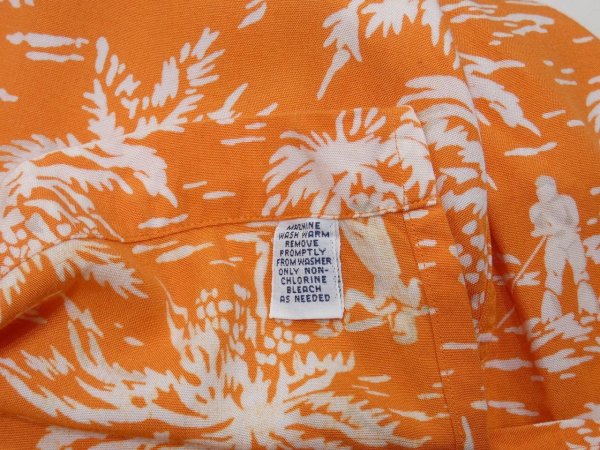 MACHINE
WASH WARM
REMOVE
PROMPTLY
FROM WASHER
ONLY NON-
CHLORINE
BLEACH
AS NEEDED